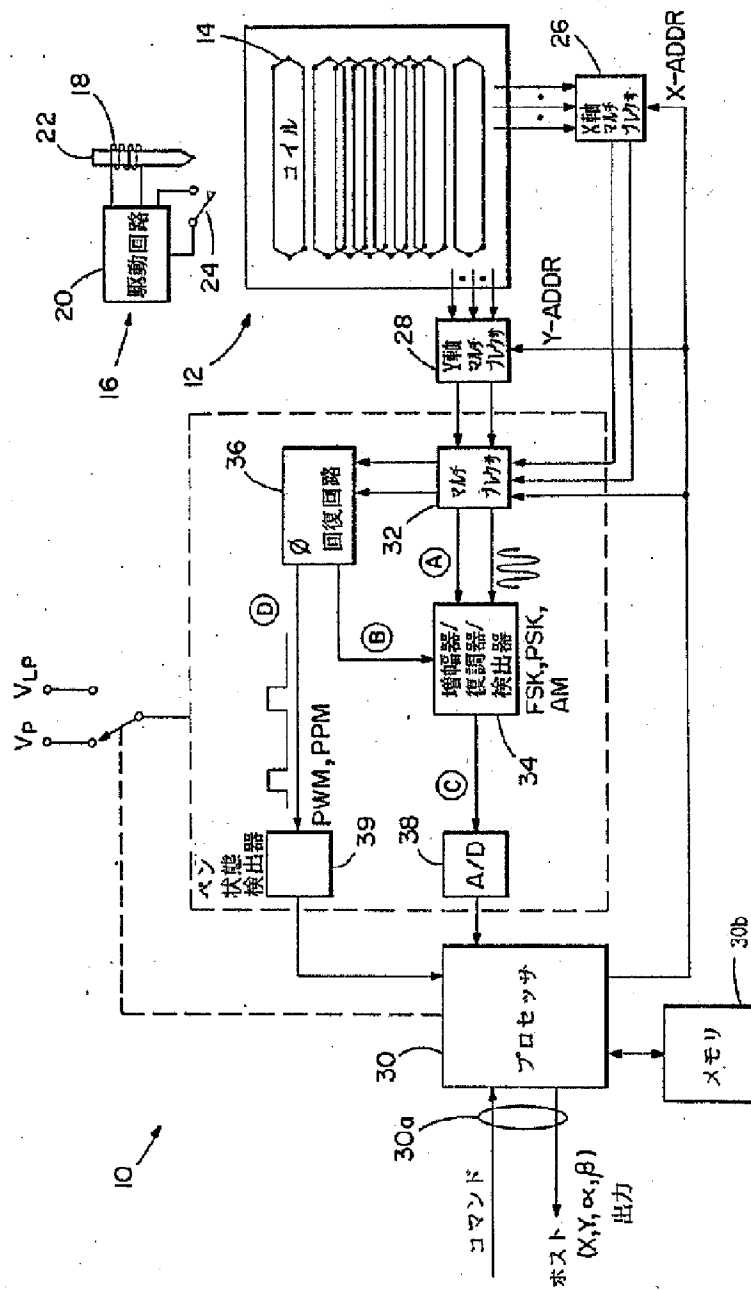 10
16
20
駆動回路
22
18
24
12
コイル
14
VP
VLP
Y-ADDR
28
Y軸
マルチ
プレクサ
26
X軸
マルチ
プレクサ
X-ADDR
36
Ø
回復回路
32
マルチ
プレクサ
D
B
A
PWM, PPM
ペン
状態
検出器
39
増幅器/
復調器/
検出器
FSK, PSK,
AM
34
C
38
A/D
30
プロセッサ
30a
コマンド
ホスト
(X,Y,α,β)
出力
メモリ
30b